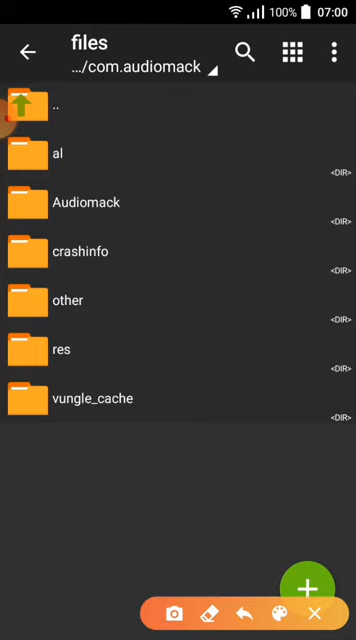 100% 07:00
files
…/com.audiomack
..
al
<DIR>
Audiomack
<DIR>
crashinfo
<DIR>
other
<DIR>
res
<DIR>
vungle_cache
<DIR>